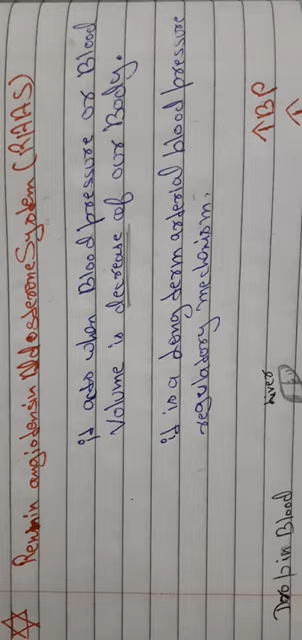 Renin angiotensin Aldosterone System (RAAS)
it acts when Blood pressure or Blood
Volume is decrease of our Body.
it is a Long term arterial blood pressure
regulatory mechanism.
↑BP
↑
Liver
Drop in Blood